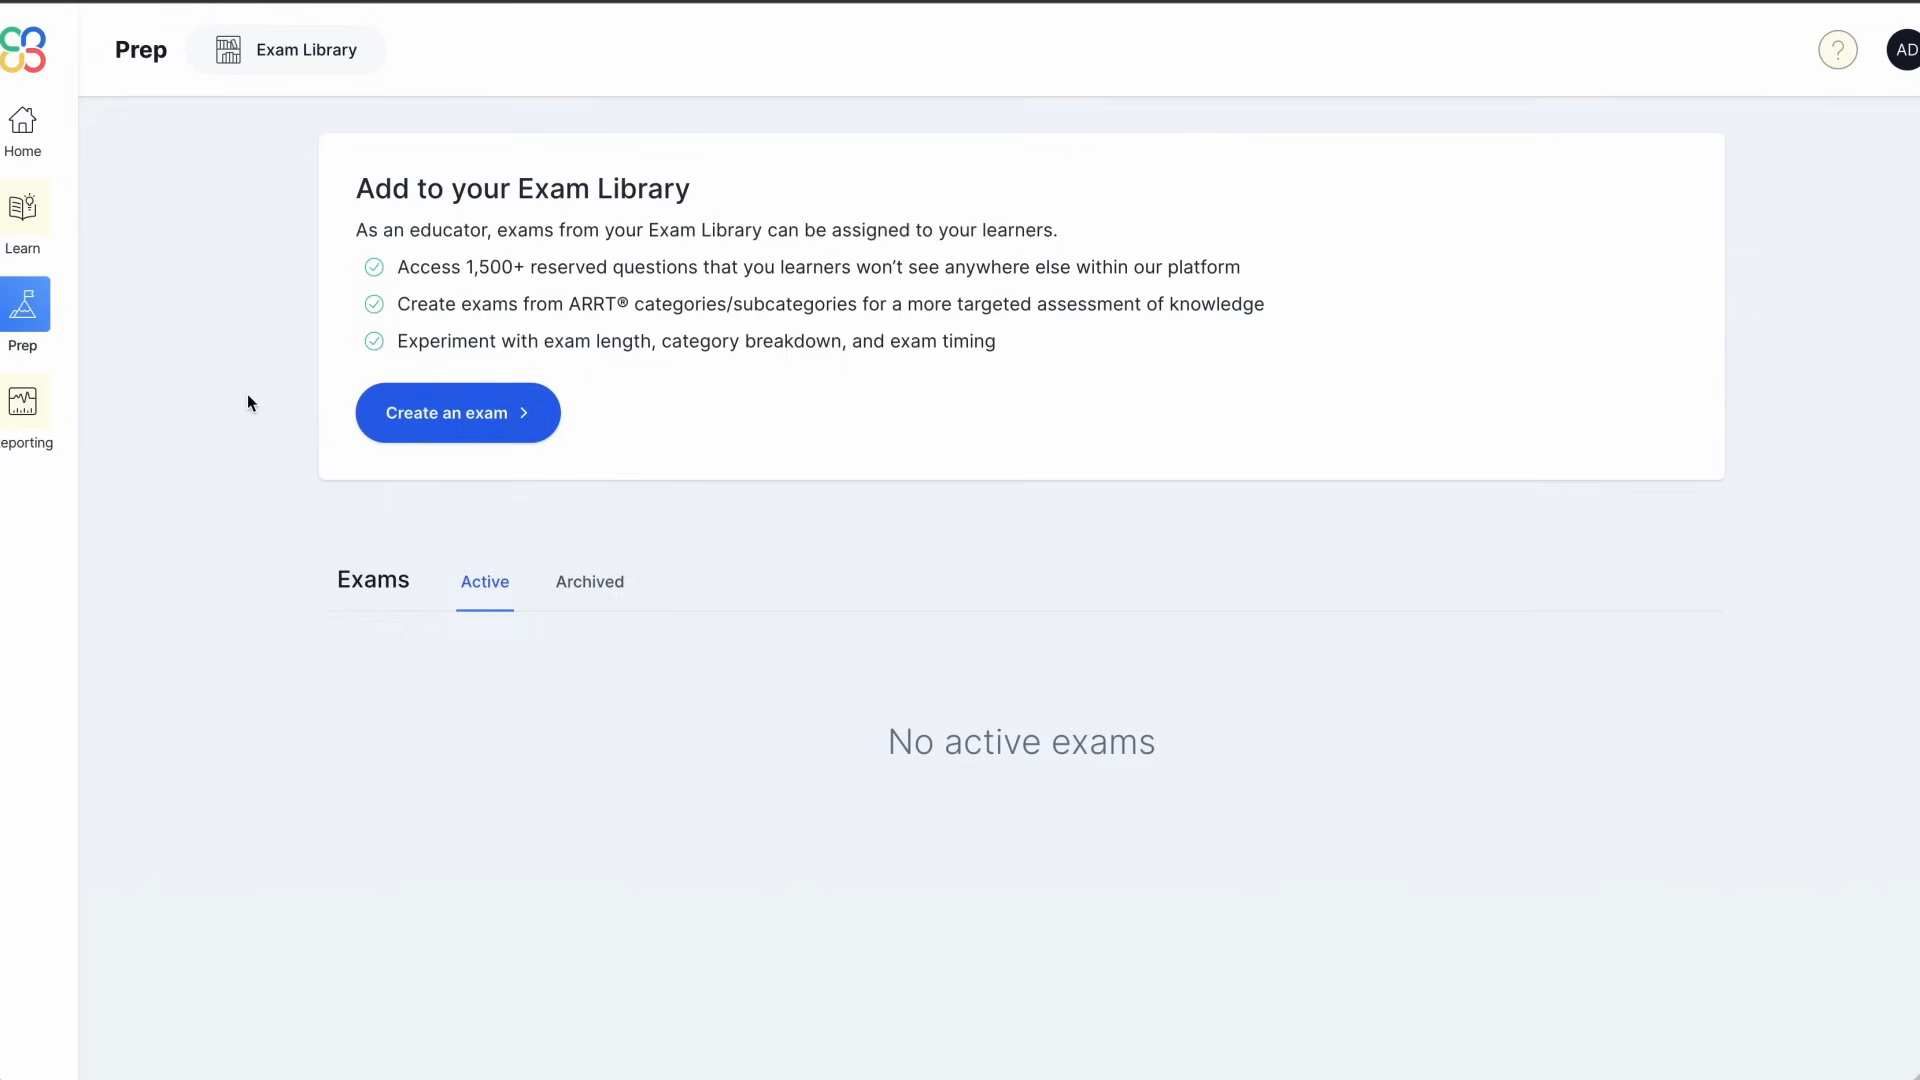 Prep
Exam Library
?
AD
Home
Learn
Prep
eporting
Add to your Exam Library
As an educator, exams from your Exam Library can be assigned to your learners.
Access 1,500+ reserved questions that you learners won’t see anywhere else within our platform
Create exams from ARRT® categories/subcategories for a more targeted assessment of knowledge
Experiment with exam length, category breakdown, and exam timing
Create an exam
Exams
Active
Archived
No active exams